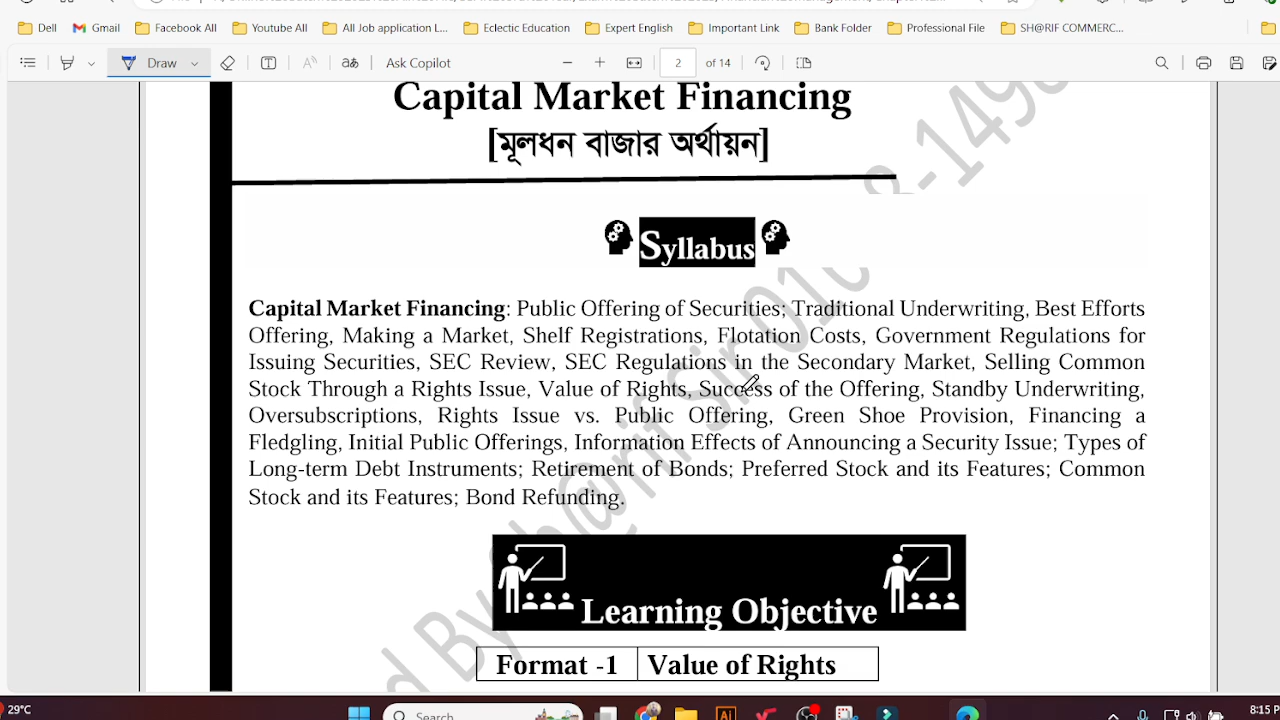 Dell Gmail Facebook All Youtube All All Job application L... Eclectic Education Expert English Important Link Bank Folder Professional File SH@RIF COMMERC...
Draw Ask Copilot 2 of 14
Capital Market Financing
[মূলধন বাজার অর্থায়ন]
Syllabus
Capital Market Financing: Public Offering of Securities; Traditional Underwriting, Best Efforts
Offering, Making a Market, Shelf Registrations, Flotation Costs, Government Regulations for
Issuing Securities, SEC Review, SEC Regulations in the Secondary Market, Selling Common
Stock Through a Rights Issue, Value of Rights, Success of the Offering, Standby Underwriting,
Oversubscriptions, Rights Issue vs. Public Offering, Green Shoe Provision, Financing a
Fledgling, Initial Public Offerings, Information Effects of Announcing a Security Issue; Types of
Long-term Debt Instruments; Retirement of Bonds; Preferred Stock and its Features; Common
Stock and its Features; Bond Refunding.
Learning Objective
Format -1 Value of Rights
29°C Search 8:15 P